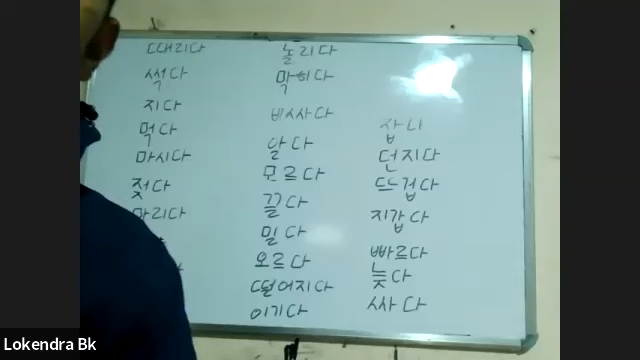 때리다
썩다
지다
먹다
마시다
젖다
마리다
놀리다
막히다
비싸다
알다
모르다
끌다
밀다
오르다
떨어지다
이기다
던지다
뜨겁다
지갑다
빠르다
늦다
싸다
Lokendra Bk